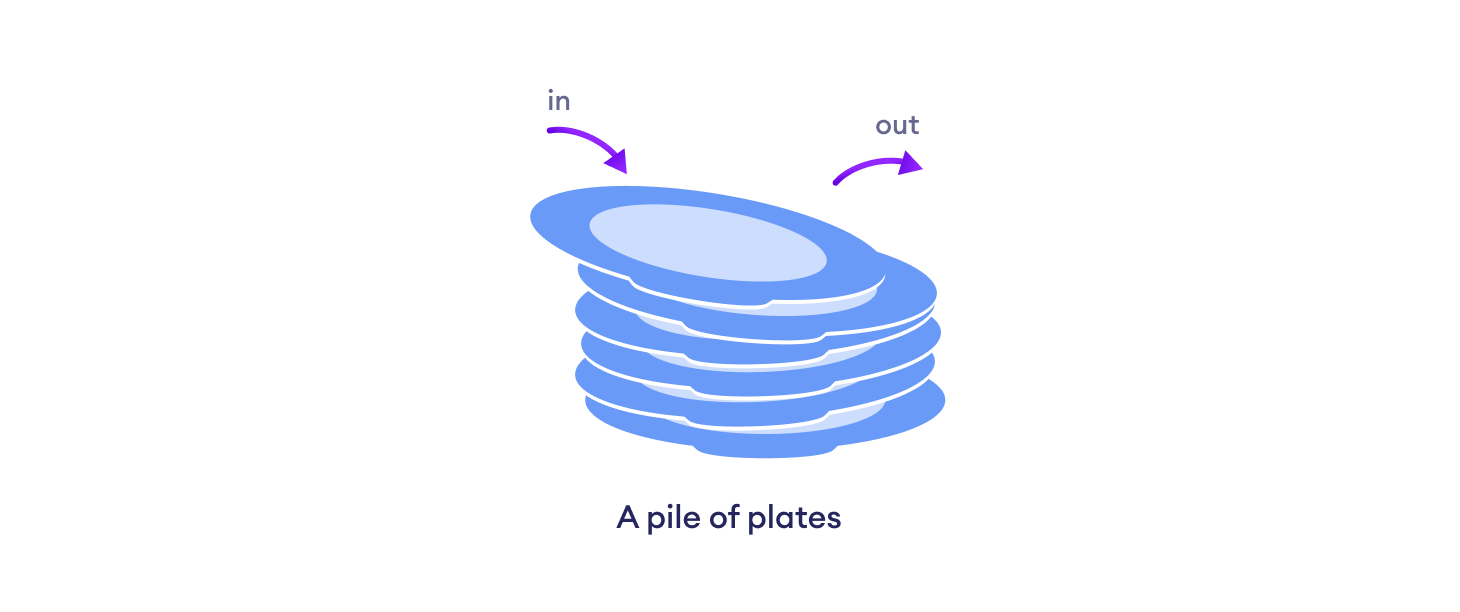 in
out
A pile of plates